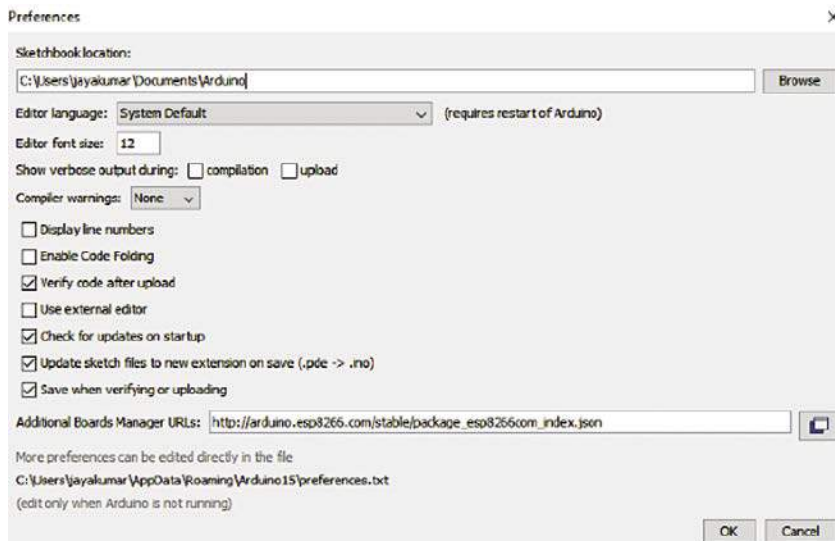 Preferences
Sketchbook location:
C:\Users\jayakumar\Documents\Arduino Browse
Editor language: System Default (requires restart of Arduino)
Editor font size: 12
Show verbose output during: compilation upload
Compiler warnings: None
Display line numbers
Enable Code Folding
Verify code after upload
Use external editor
Check for updates on startup
Update sketch files to new extension on save (.pde -> .ino)
Save when verifying or uploading
Additional Boards Manager URLs: http://arduino.esp8266.com/stable/package_esp8266com_index.json
More preferences can be edited directly in the file
C:\Users\jayakumar\AppData\Roaming\Arduino15\preferences.txt
(edit only when Arduino is not running)
OK Cancel